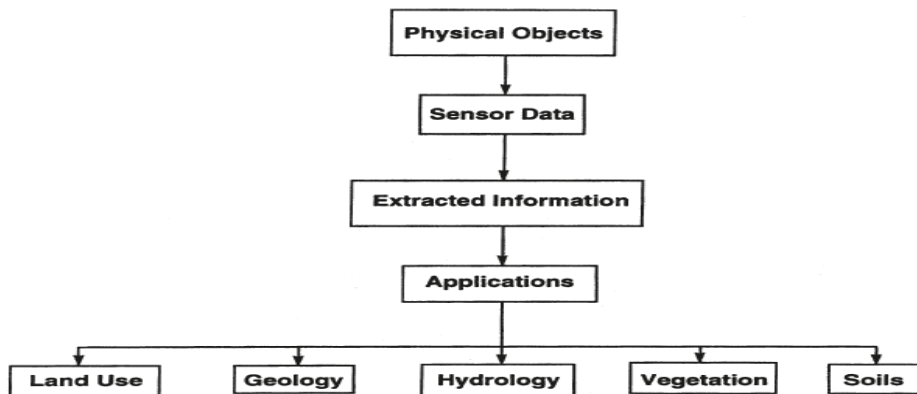 Physical Objects
Sensor Data
Extracted Information
Applications
Land Use
Geology
Hydrology
Vegetation
Soils